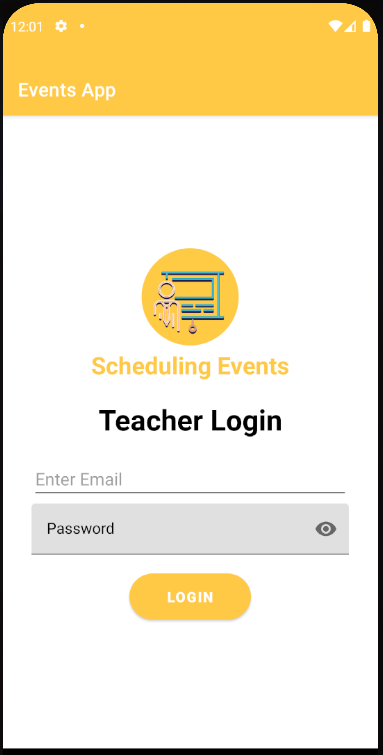 12:01
Events App
Scheduling Events
Teacher Login
Enter Email
Password
LOGIN